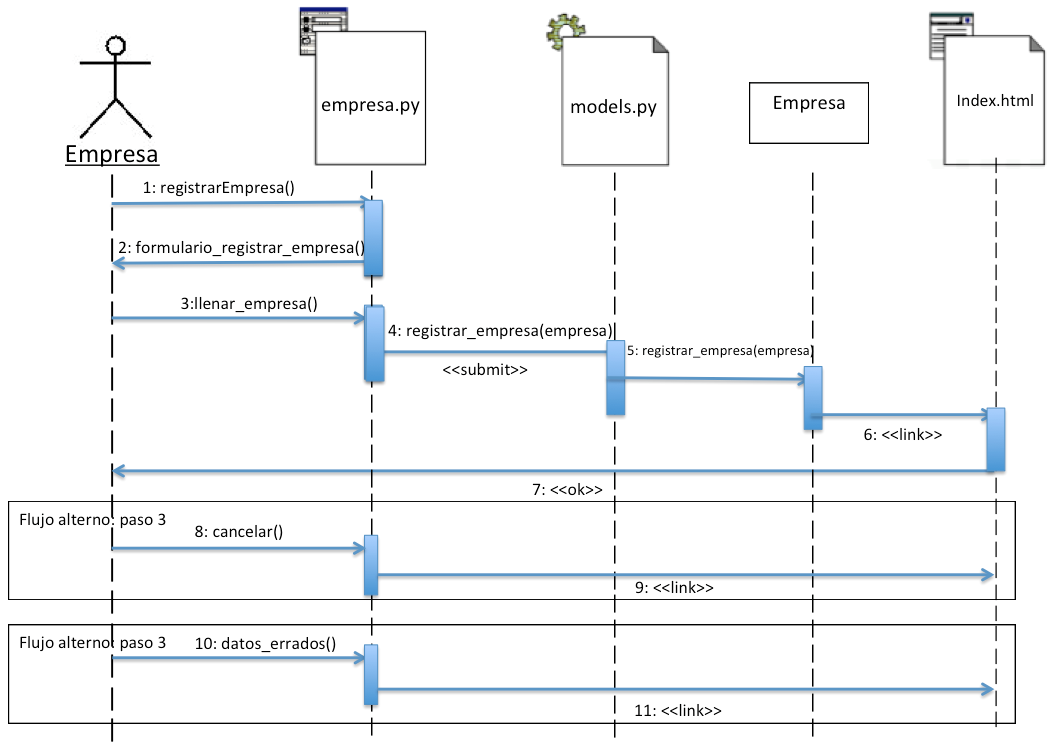 Empresa
empresa.py
models.py
Empresa
Index.html
1: registrarEmpresa()
2: formulario_registrar_empresa()
3:llenar_empresa()
4: registrar_empresa(empresa)
<<submit>>
5: registrar_empresa(empresa)
6: <<link>>
7: <<ok>>
Flujo alterno: paso 3
8: cancelar()
9: <<link>>
Flujo alterno: paso 3
10: datos_errados()
11: <<link>>